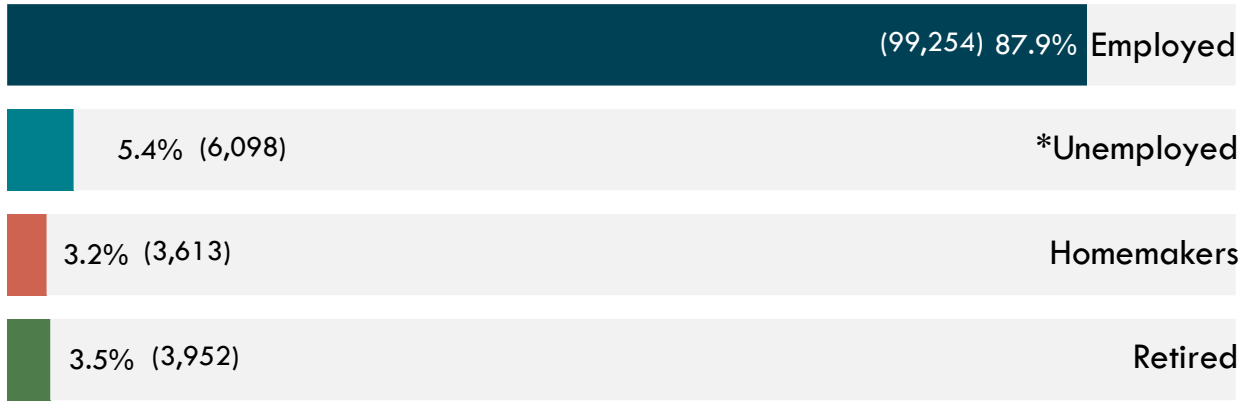 (99,254) 87.9% Employed
5.4% (6,098) *Unemployed
3.2% (3,613) Homemakers
3.5% (3,952) Retired